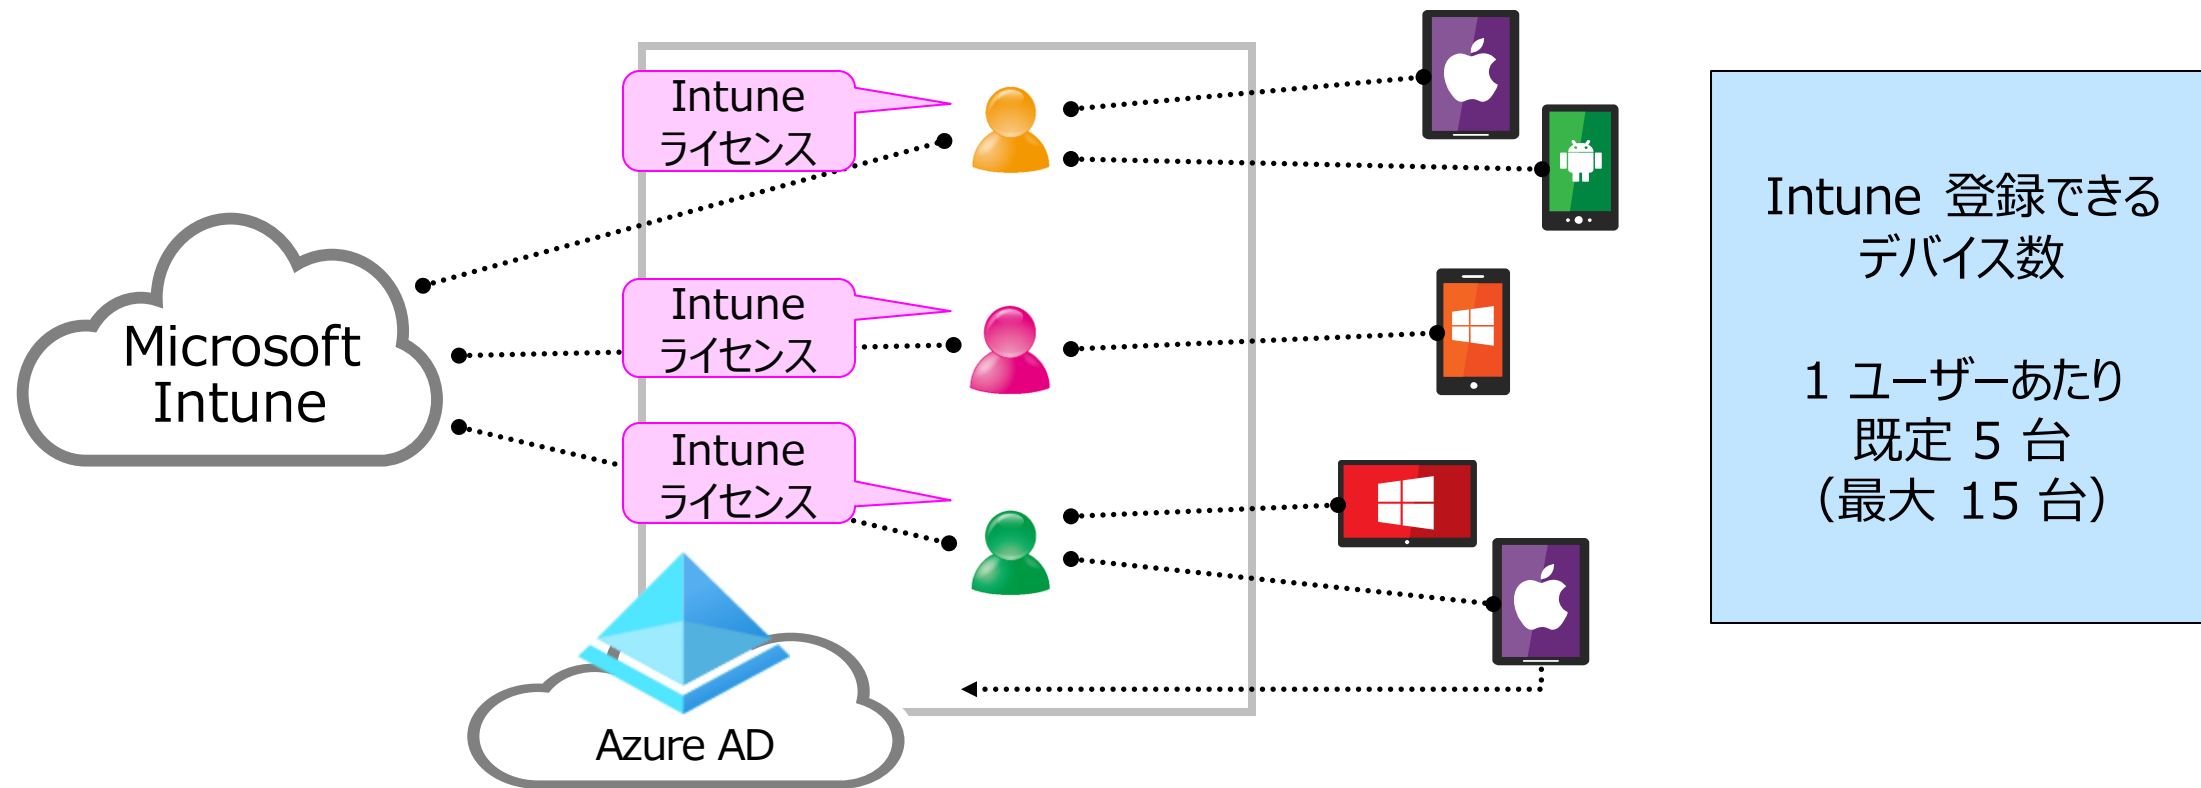 Intune
ライセンス
Intune
ライセンス
Intune
ライセンス
Microsoft
Intune
Azure AD
Intune 登録できる
デバイス数
1 ユーザーあたり
既定 5 台
（最大 15 台）